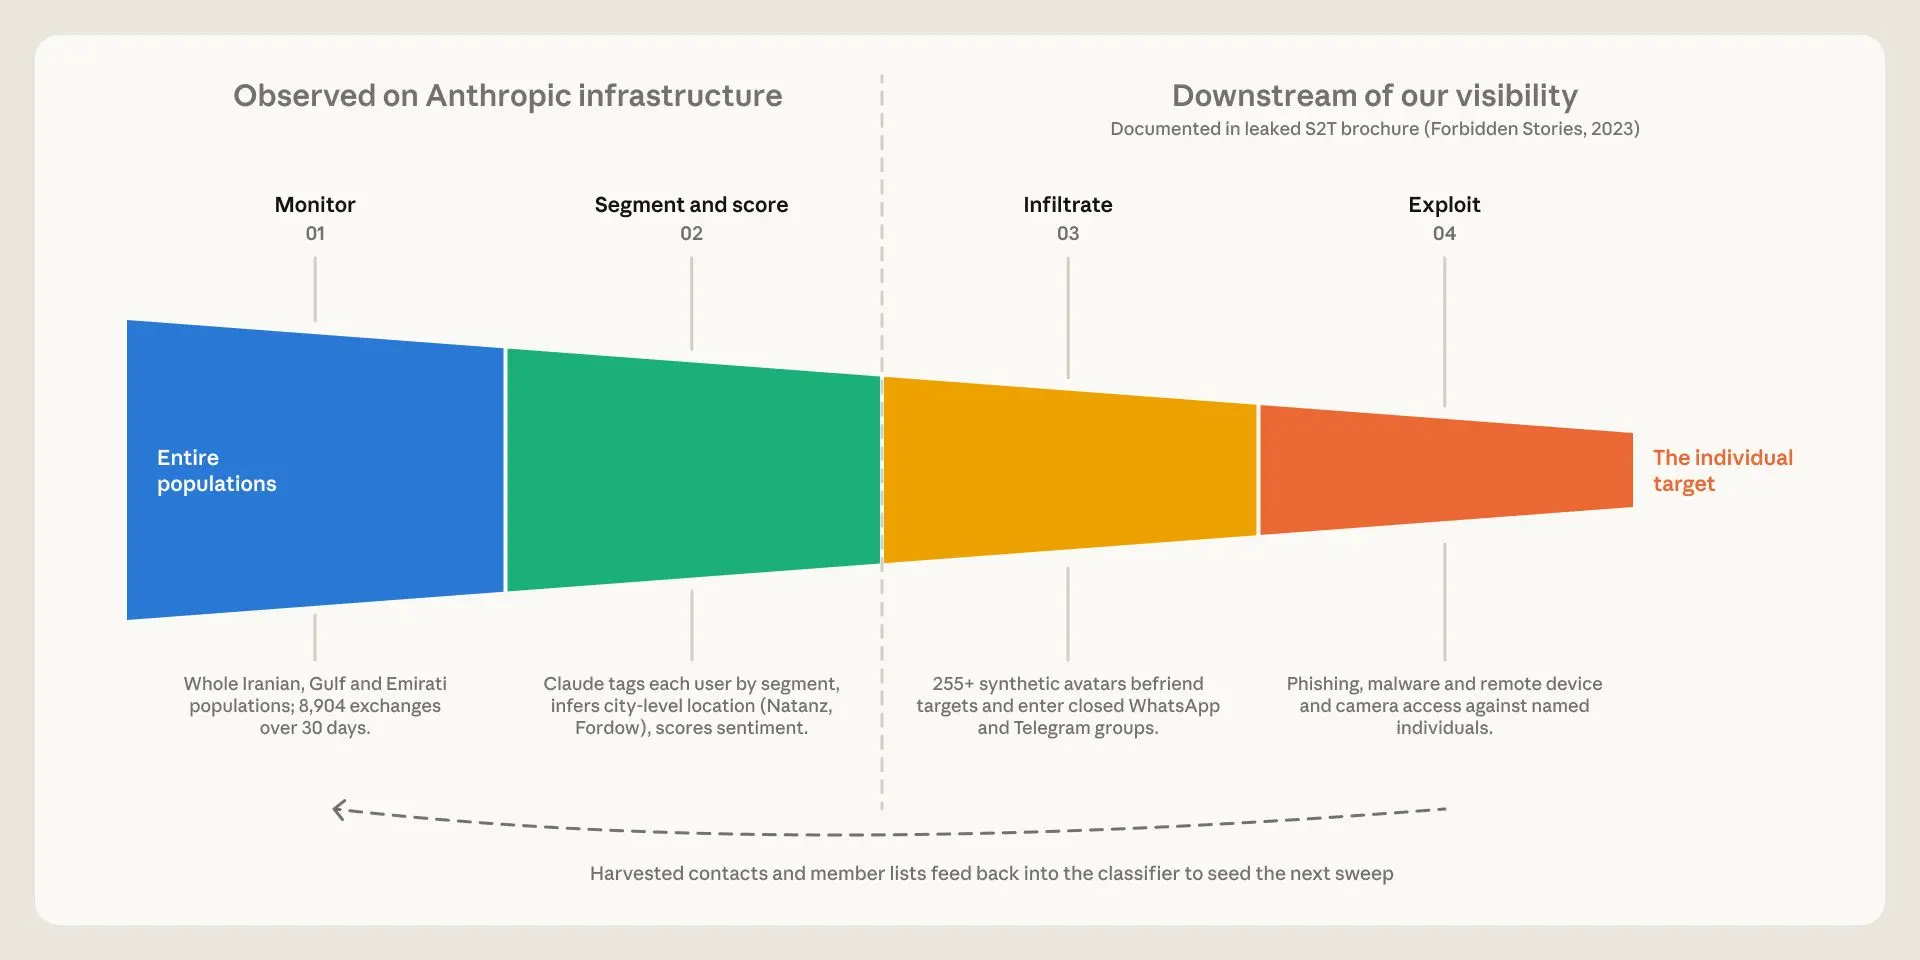 Observed on Anthropic infrastructure
Downstream of our visibility
Documented in leaked S2T brochure (Forbidden Stories, 2023)
Monitor
01
Segment and score
02
Infiltrate
03
Exploit
04
Entire
populations
The individual
target
Whole Iranian, Gulf and Emirati
populations; 8,904 exchanges
over 30 days.
Claude tags each user by segment,
infers city-level location (Natanz,
Fordow), scores sentiment.
255+ synthetic avatars befriend
targets and enter closed WhatsApp
and Telegram groups.
Phishing, malware and remote device
and camera access against named
individuals.
Harvested contacts and member lists feed back into the classifier to seed the next sweep